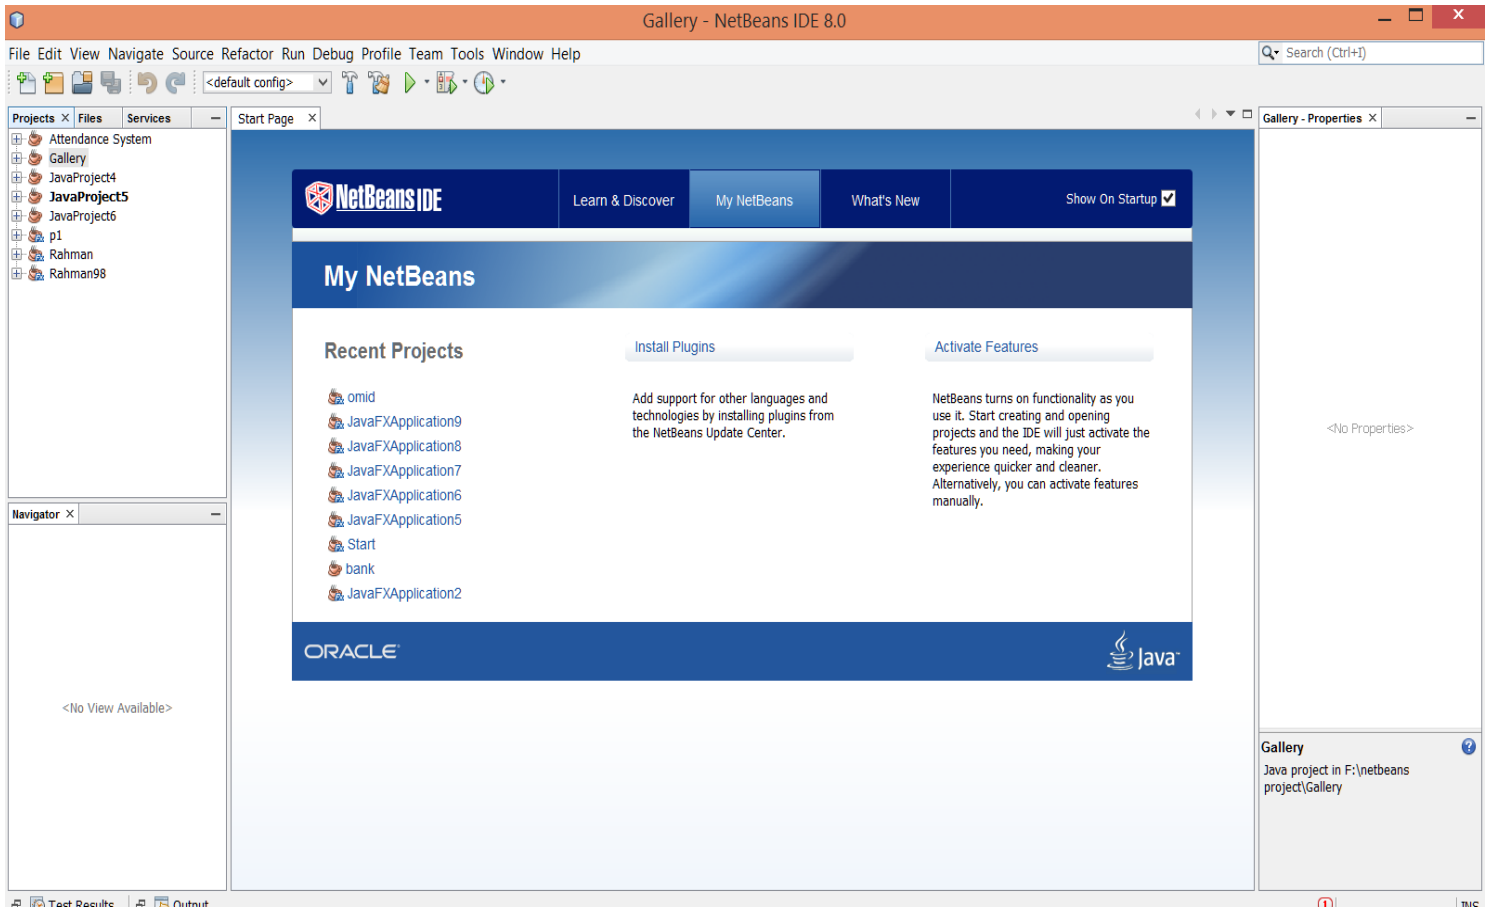 Gallery - NetBeans IDE 8.0
File Edit View Navigate Source Refactor Run Debug Profile Team Tools Window Help
Search (Ctrl+I)
<default config>
Projects Files Services
Start Page
Gallery - Properties
Attendance System
Gallery
JavaProject4
JavaProject5
JavaProject6
p1
Rahman
Rahman98
NetBeans IDE
Learn & Discover
My NetBeans
What's New
Show On Startup
My NetBeans
Recent Projects
omid
JavaFXApplication9
JavaFXApplication8
JavaFXApplication7
JavaFXApplication6
JavaFXApplication5
Start
bank
JavaFXApplication2
Install Plugins
Add support for other languages and
technologies by installing plugins from
the NetBeans Update Center.
Activate Features
NetBeans turns on functionality as you
use it. Start creating and opening
projects and the IDE will just activate the
features you need, making your
experience quicker and cleaner.
Alternatively, you can activate features
manually.
ORACLE
Java
<No Properties>
Navigator
<No View Available>
Gallery
Java project in F:\netbeans
project\Gallery
Test Results
Output
1
INS